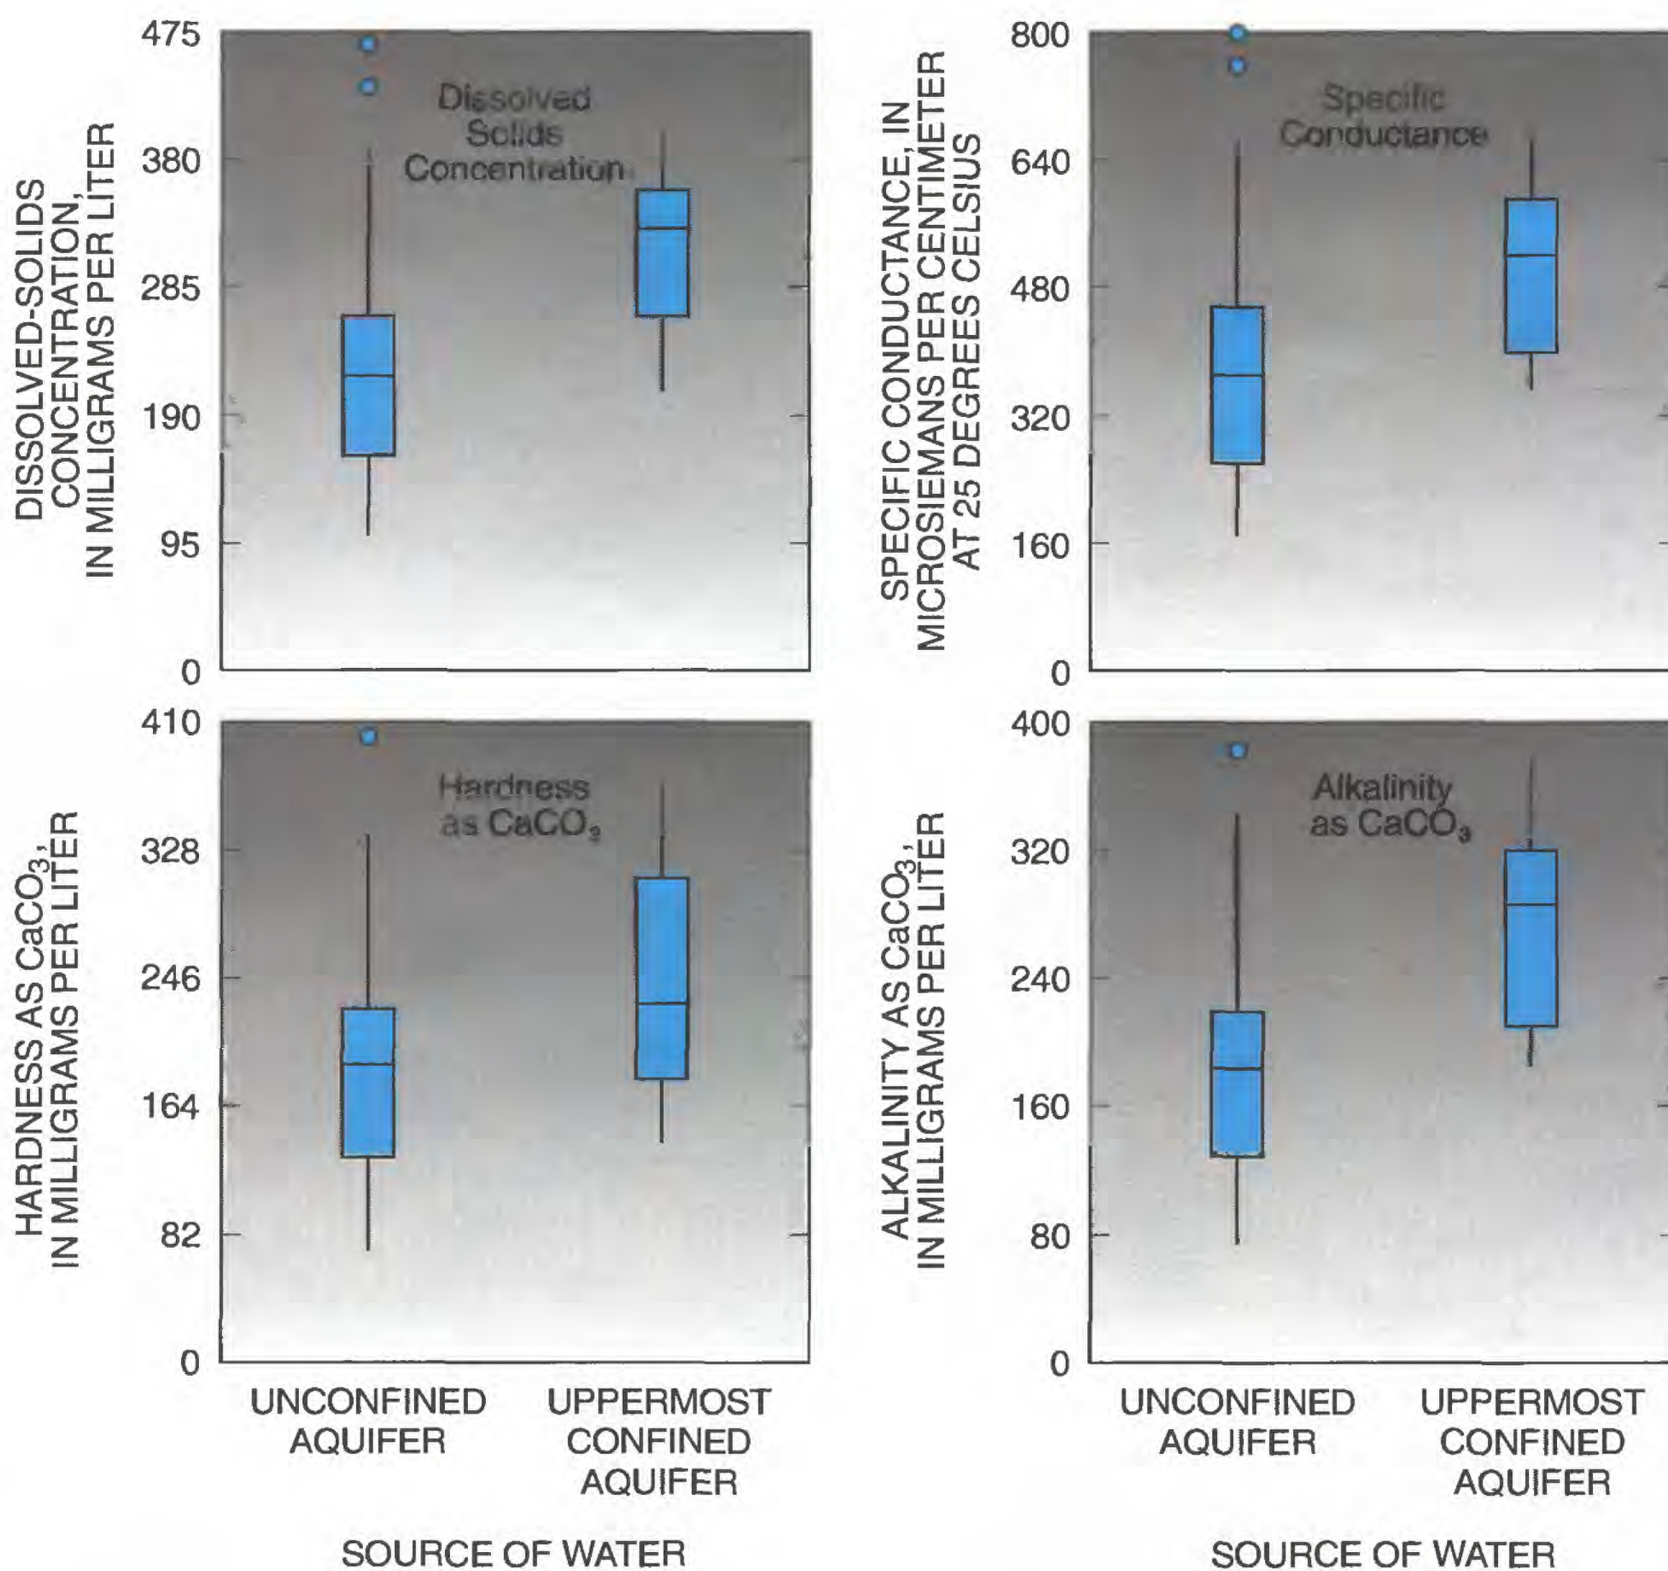 DISSOLVED-SOLIDS
CONCENTRATION,
IN MILLIGRAMS PER LITER
475
380
285
190
95
0
Dissolved
Solids
Concentration
SPECIFIC CONDUCTANCE, IN
MICROSIEMANS PER CENTIMETER
AT 25 DEGREES CELSIUS
800
640
480
320
160
0
Specific
Conductance
HARDNESS AS CaCO₃,
IN MILLIGRAMS PER LITER
410
328
246
164
82
0
Hardness
as CaCO₃
UNCONFINED
AQUIFER
UPPERMOST
CONFINED
AQUIFER
SOURCE OF WATER
ALKALINITY AS CaCO₃,
IN MILLIGRAMS PER LITER
400
320
240
160
80
0
Alkalinity
as CaCO₃
UNCONFINED
AQUIFER
UPPERMOST
CONFINED
AQUIFER
SOURCE OF WATER